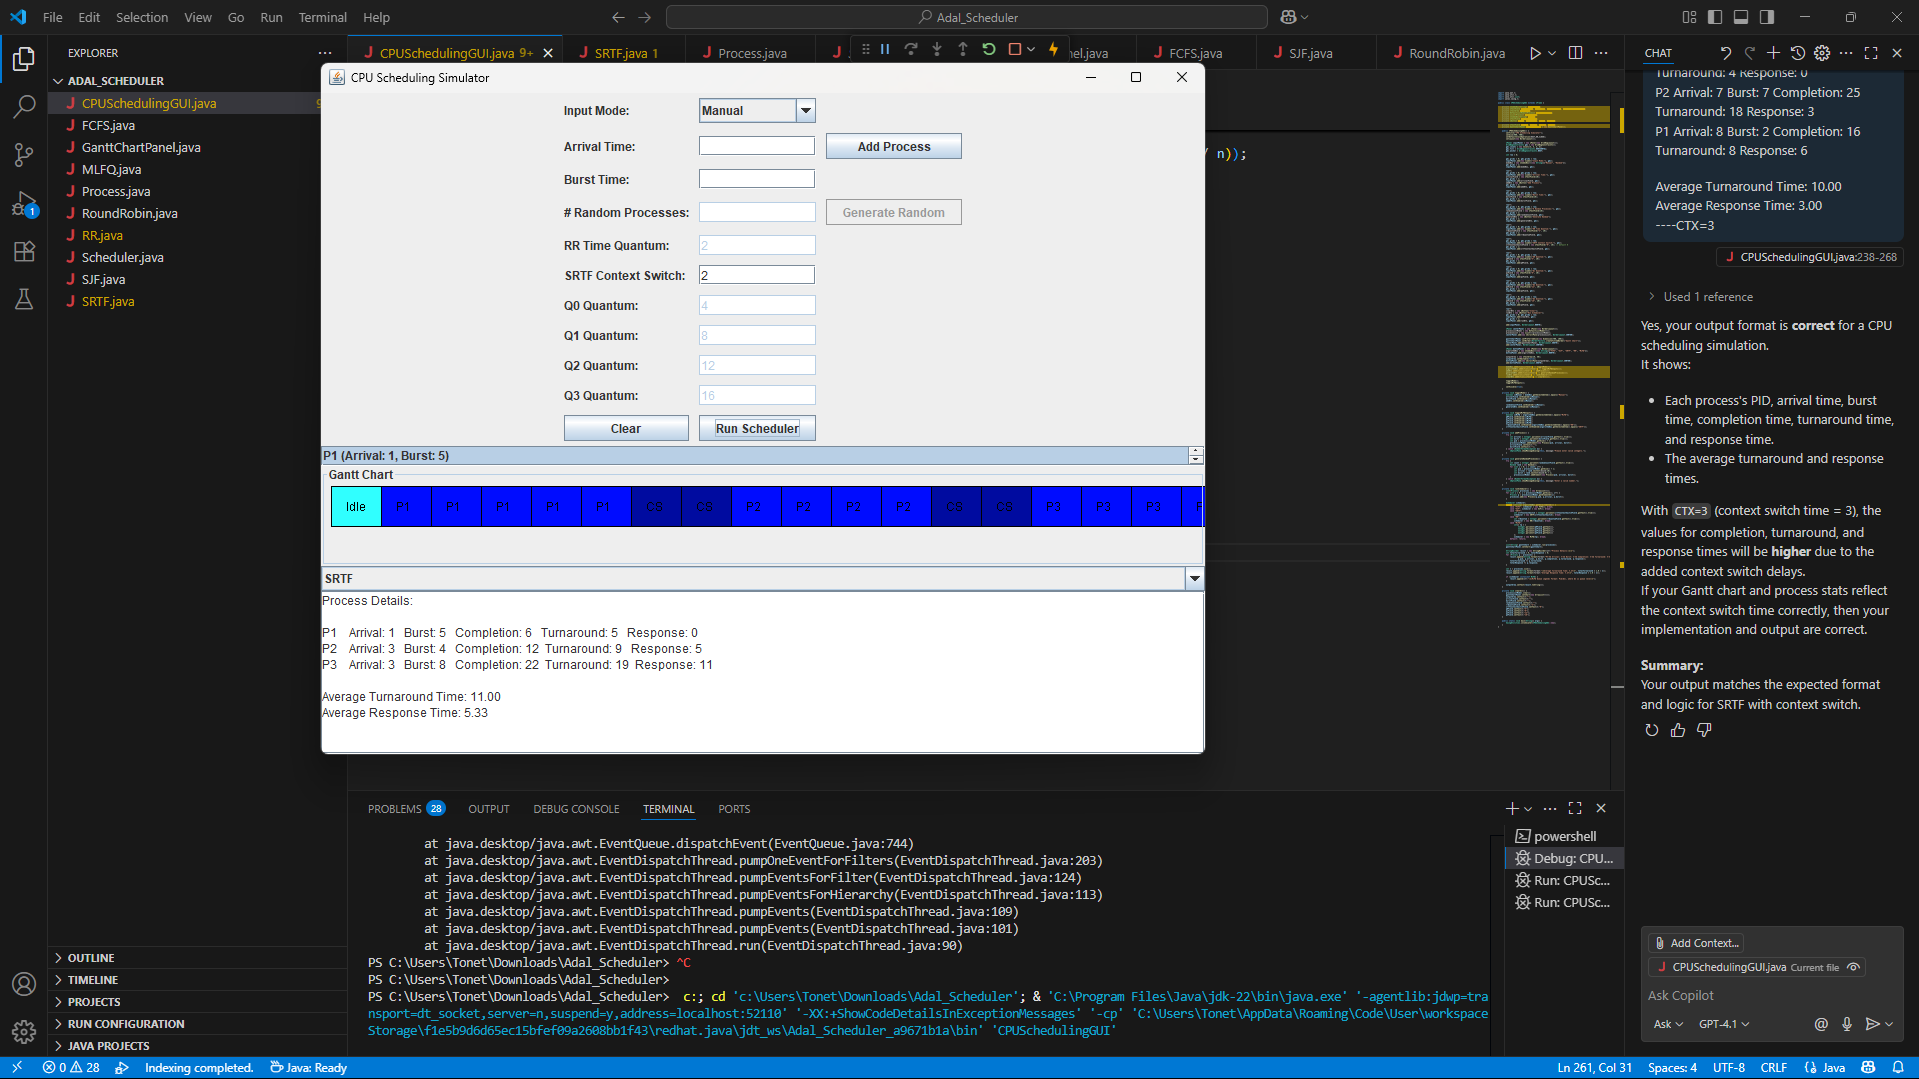 File Edit Selection View Go Run Terminal Help
Adal_Scheduler
EXPLORER
ADAL_SCHEDULER
CPUSchedulingGUI.java 9
FCFS.java
GanttChartPanel.java
MLFQ.java
Process.java
RoundRobin.java
RR.java
Scheduler.java
SJF.java
SRTF.java
OUTLINE
TIMELINE
PROJECTS
RUN CONFIGURATION
JAVA PROJECTS
CPUSchedulingGUI.java 9+
SRTF.java 1
Process.java
nel.java
FCFS.java
SJF.java
RoundRobin.java
/ n));
CPU Scheduling Simulator
Input Mode: Manual
Arrival Time: Add Process
Burst Time:
# Random Processes: Generate Random
RR Time Quantum: 2
SRTF Context Switch: 2
Q0 Quantum: 4
Q1 Quantum: 8
Q2 Quantum: 12
Q3 Quantum: 16
Clear Run Scheduler
P1 (Arrival: 1, Burst: 5)
Gantt Chart
Idle P1 P1 P1 P1 P1 CS CS P2 P2 P2 P2 CS CS P3 P3 P3 P
SRTF
Process Details:
P1 Arrival: 1 Burst: 5 Completion: 6 Turnaround: 5 Response: 0
P2 Arrival: 3 Burst: 4 Completion: 12 Turnaround: 9 Response: 5
P3 Arrival: 3 Burst: 8 Completion: 22 Turnaround: 19 Response: 11
Average Turnaround Time: 11.00
Average Response Time: 5.33
PROBLEMS 28 OUTPUT DEBUG CONSOLE TERMINAL PORTS
at java.desktop/java.awt.EventQueue.dispatchEvent(EventQueue.java:744)
at java.desktop/java.awt.EventDispatchThread.pumpOneEventForFilters(EventDispatchThread.java:203)
at java.desktop/java.awt.EventDispatchThread.pumpEventsForFilter(EventDispatchThread.java:124)
at java.desktop/java.awt.EventDispatchThread.pumpEventsForHierarchy(EventDispatchThread.java:113)
at java.desktop/java.awt.EventDispatchThread.pumpEvents(EventDispatchThread.java:109)
at java.desktop/java.awt.EventDispatchThread.pumpEvents(EventDispatchThread.java:101)
at java.desktop/java.awt.EventDispatchThread.run(EventDispatchThread.java:90)
PS C:\Users\Tonet\Downloads\Adal_Scheduler> ^C
PS C:\Users\Tonet\Downloads\Adal_Scheduler>
PS C:\Users\Tonet\Downloads\Adal_Scheduler> c:; cd 'c:\Users\Tonet\Downloads\Adal_Scheduler'; & 'C:\Program Files\Java\jdk-22\bin\java.exe' '-agentlib:jdwp=tra
nsport=dt_socket,server=n,suspend=y,address=localhost:52110' '-XX:+ShowCodeDetailsInExceptionMessages' '-cp' 'C:\Users\Tonet\AppData\Roaming\Code\User\workspace
Storage\f1e5b9d6d65ec15bfef09a2608bb1f43\redhat.java\jdt_ws\Adal_Scheduler_a9671b1a\bin' 'CPUSchedulingGUI'
powershell
Debug: CPU...
Run: CPUSc...
Run: CPUSc...
CHAT
Turnaround: 4 Response: 0
P2 Arrival: 7 Burst: 7 Completion: 25
Turnaround: 18 Response: 3
P1 Arrival: 8 Burst: 2 Completion: 16
Turnaround: 8 Response: 6
Average Turnaround Time: 10.00
Average Response Time: 3.00
----CTX=3
CPUSchedulingGUI.java:238-268
Used 1 reference
Yes, your output format is correct for a CPU
scheduling simulation.
It shows:
• Each process's PID, arrival time, burst
time, completion time, turnaround time,
and response time.
• The average turnaround and response
times.
With CTX=3 (context switch time = 3), the
values for completion, turnaround, and
response times will be higher due to the
added context switch delays.
If your Gantt chart and process stats reflect
the context switch time correctly, then your
implementation and output are correct.
Summary:
Your output matches the expected format
and logic for SRTF with context switch.
Add Context...
CPUSchedulingGUI.java Current file
Ask Copilot
Ask GPT-4.1
0 28 Indexing completed. Java: Ready
Ln 261, Col 31 Spaces: 4 UTF-8 CRLF Java